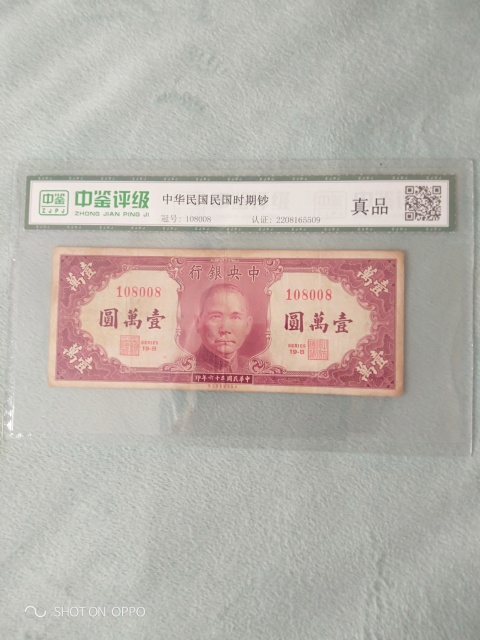 中鉴
中鉴评级
ZHONG JIAN PING JI
中华民国民国时期钞
冠号: 108008
认证: 2208165509
真品
行銀央中
壹萬
壹萬
108008
108008
圓萬壹
圓萬壹
SERIES
19-B
SERIES
19-B
壹萬
壹萬
印年六十三國民華中
SHOT ON OPPO